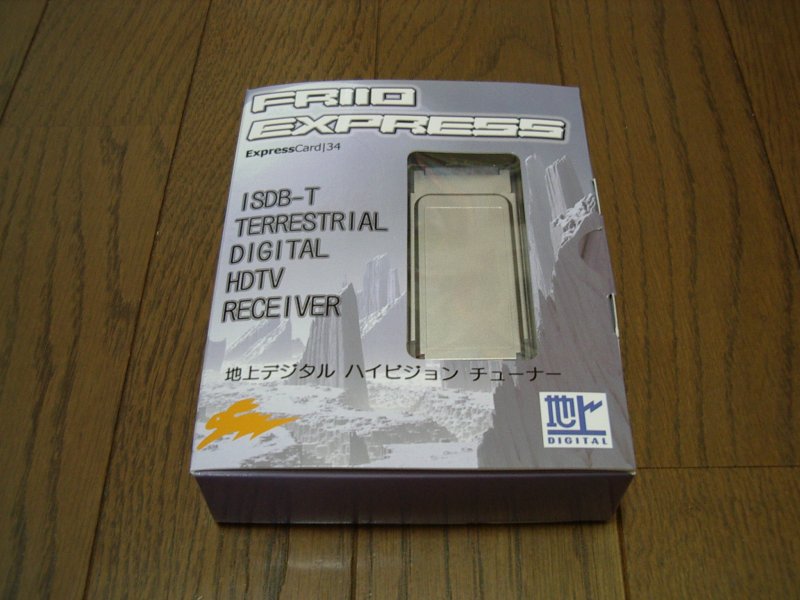 FRIIO
EXPRESS
ExpressCard|34
ISDB-T
TERRESTRIAL
DIGITAL
HDTV
RECEIVER
地上デジタル ハイビジョン チューナー
地上
DIGITAL